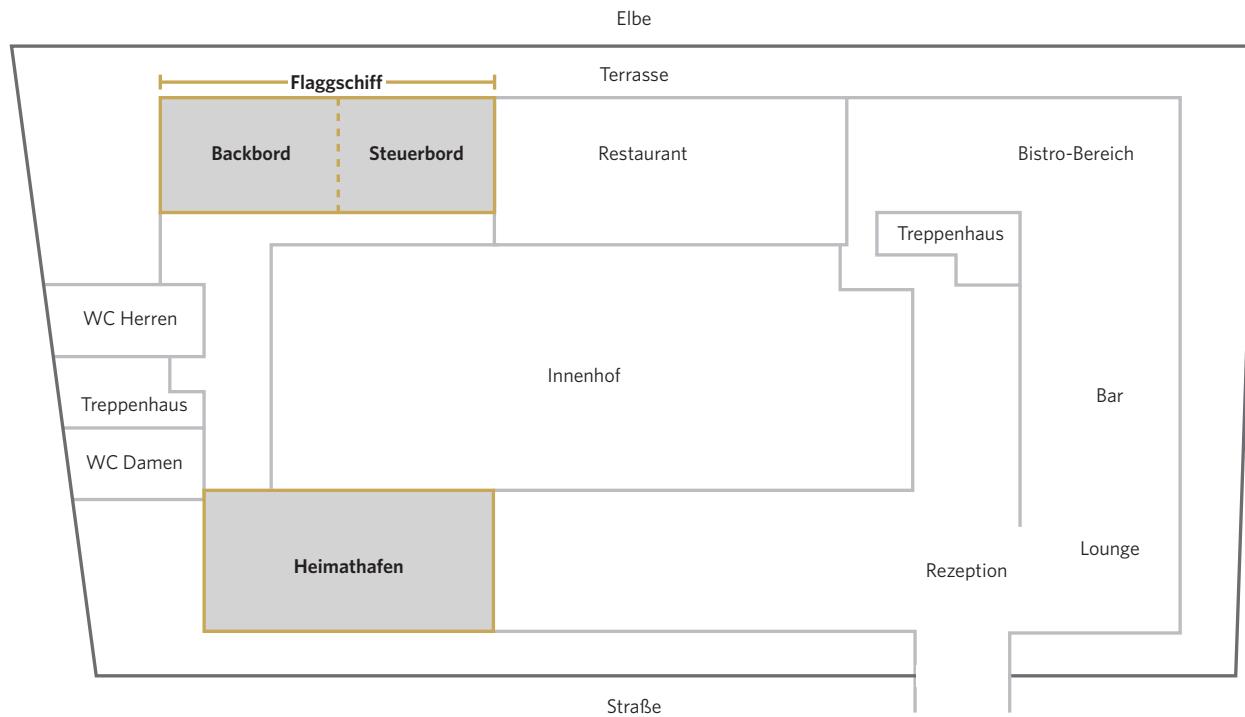 Elbe
Terrasse
Flaggschiff
Backbord
Steuerbord
Restaurant
Bistro-Bereich
Treppenhaus
WC Herren
Innenhof
Bar
Treppenhaus
WC Damen
Heimathafen
Lounge
Rezeption
Straße